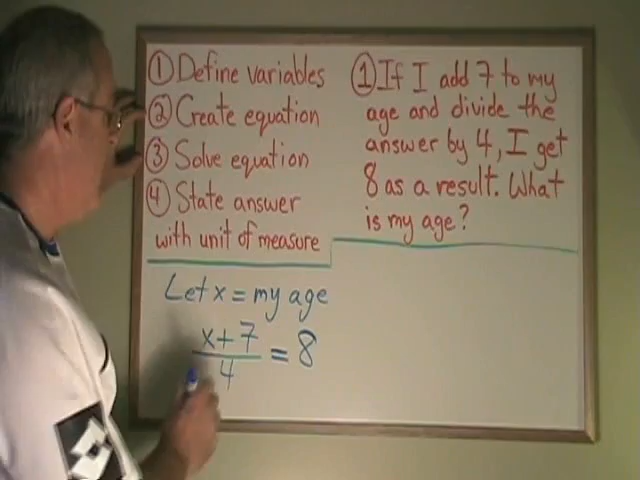 ① Define variables
② Create equation
③ Solve equation
④ State answer
with unit of measure
① If I add 7 to my
age and divide the
answer by 4, I get
8 as a result. What
is my age?
Let x = my age
x + 7
/ 4 = 8